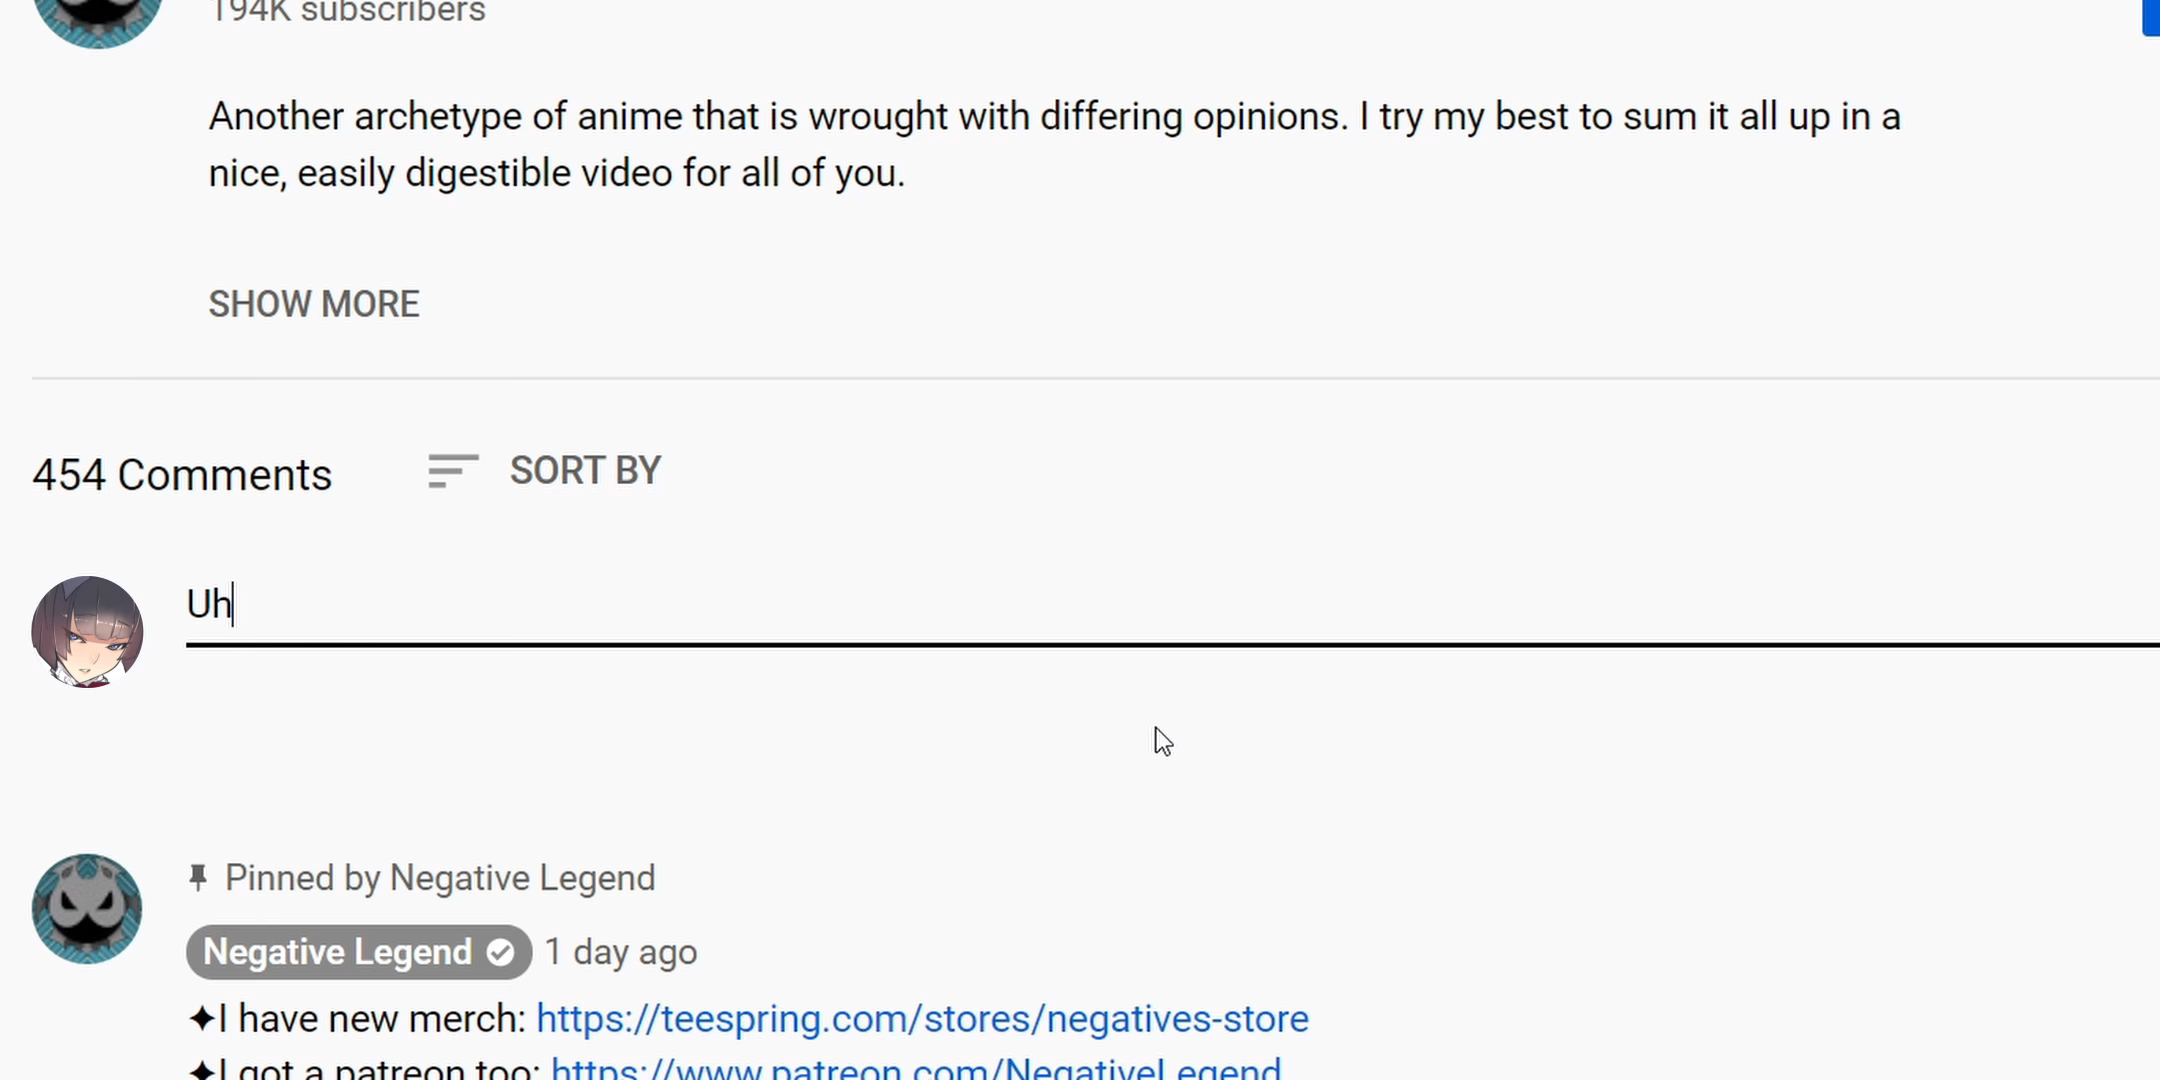 194K subscribers
Another archetype of anime that is wrought with differing opinions. I try my best to sum it all up in a
nice, easily digestible video for all of you.
SHOW MORE
454 Comments SORT BY
Uh
Pinned by Negative Legend
Negative Legend 1 day ago
✦I have new merch: https://teespring.com/stores/negatives-store
✦I got a patreon too: https://www.patreon.com/NegativeLegend